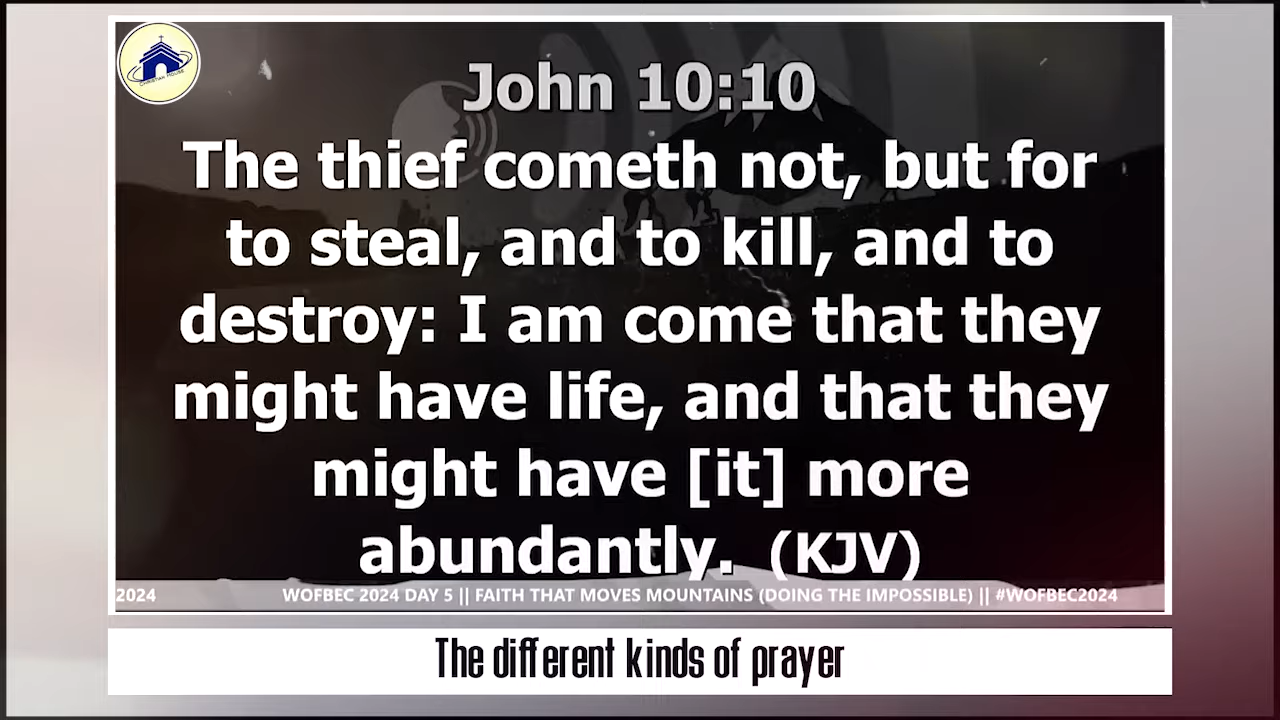 CHRISTIAN HOUSE
John 10:10
The thief cometh not, but for
to steal, and to kill, and to
destroy: I am come that they
might have life, and that they
might have [it] more
abundantly. (KJV)
2024 WOFBEC 2024 DAY 5 || FAITH THAT MOVES MOUNTAINS (DOING THE IMPOSSIBLE) || #WOFBEC2024
The different kinds of prayer